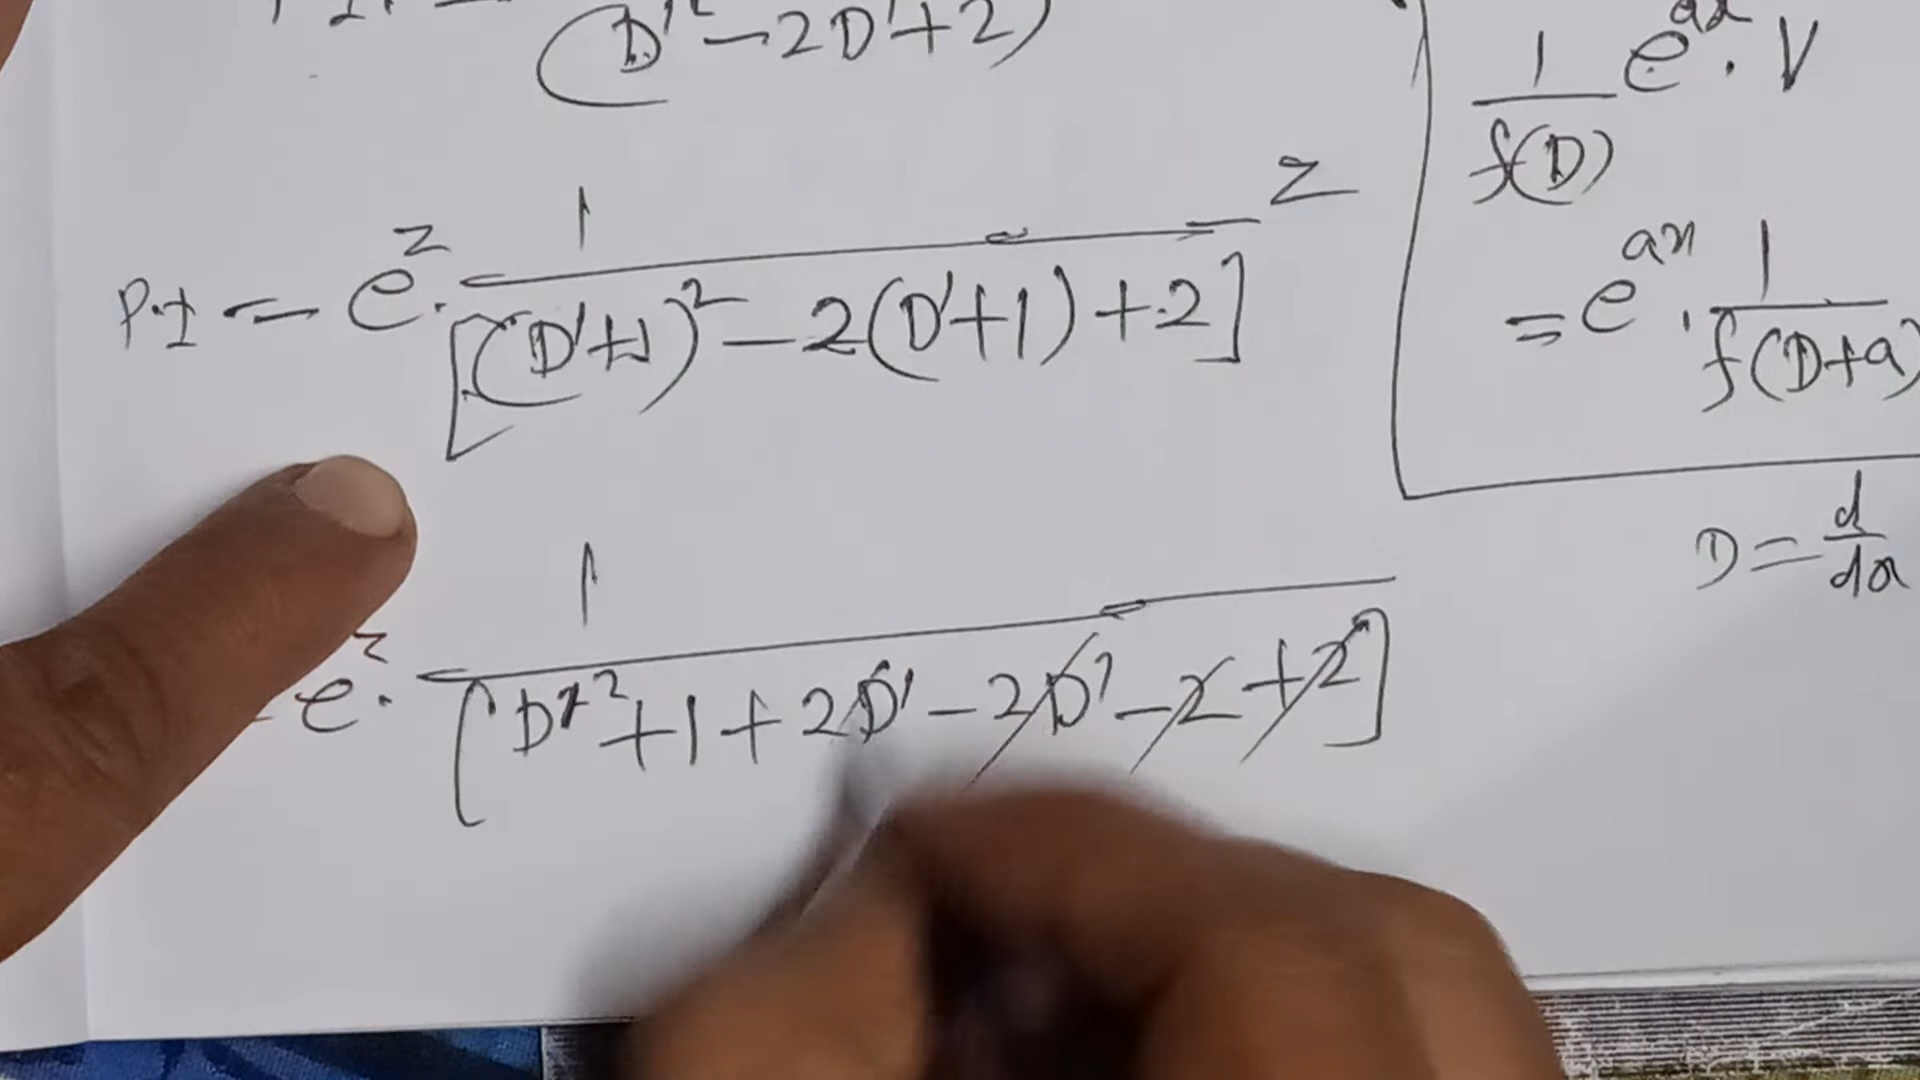 (D'² - 2D' + 2)
P.I = e^z . 1 / [(D'+1)² - 2(D'+1) + 2] z
e^z . 1 / [D'² + 1 + 2D' - 2D' - 2 + 2]
1 / f(D) e^ax . V
= e^ax . 1 / f(D+a)
D = d / dx